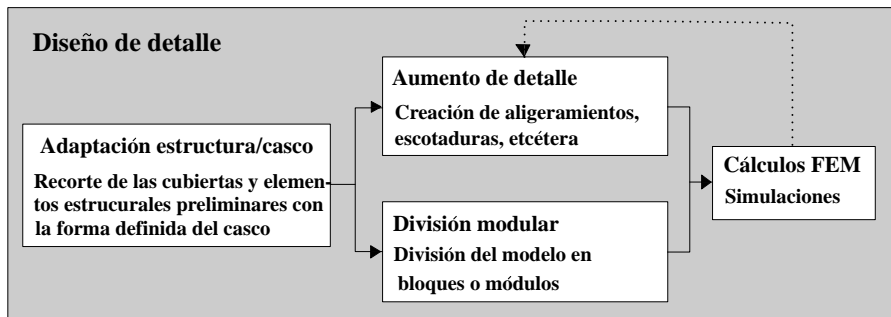 Diseño de detalle
Adaptación estructura/casco
Recorte de las cubiertas y elemen-
tos estrucurales preliminares con
la forma definida del casco
Aumento de detalle
Creación de aligeramientos,
escotaduras, etcétera
División modular
División del modelo en
bloques o módulos
Cálculos FEM
Simulaciones